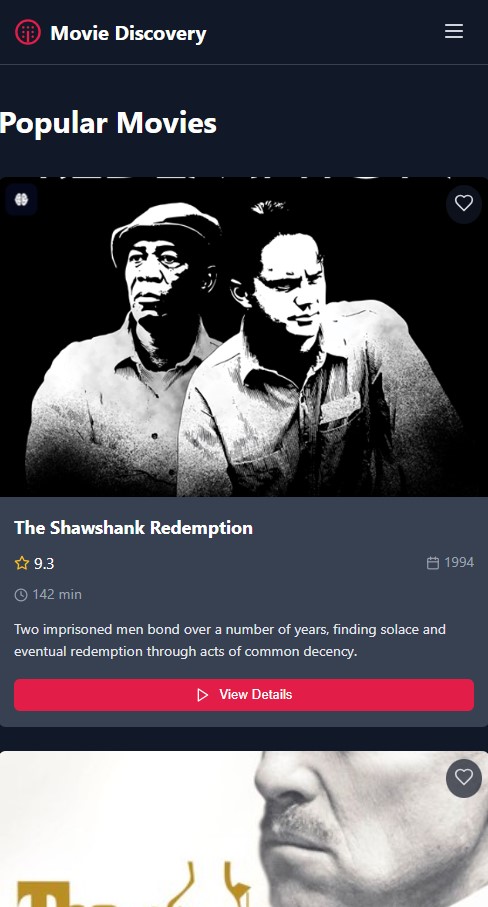 Movie Discovery
Popular Movies
The Shawshank Redemption
9.3
1994
142 min
Two imprisoned men bond over a number of years, finding solace and
eventual redemption through acts of common decency.
View Details